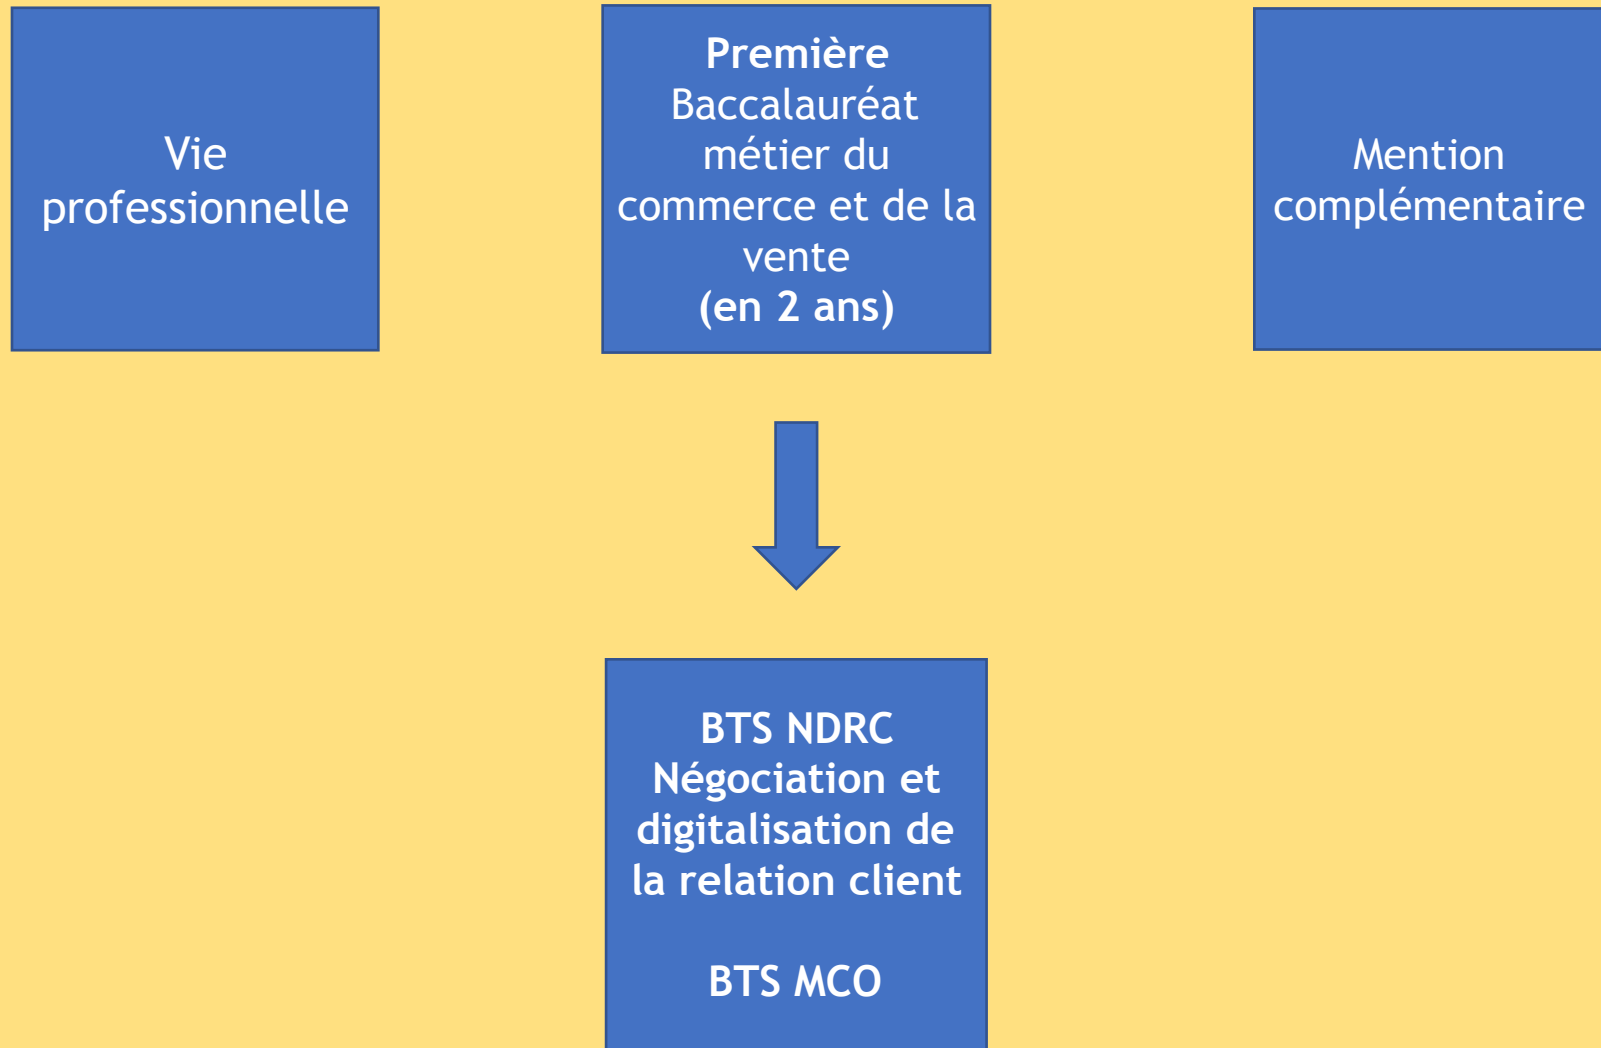 Vie
professionnelle
Première
Baccalauréat
métier du
commerce et de la
vente
(en 2 ans)
Mention
complémentaire
BTS NDRC
Négociation et
digitalisation de
la relation client
BTS MCO